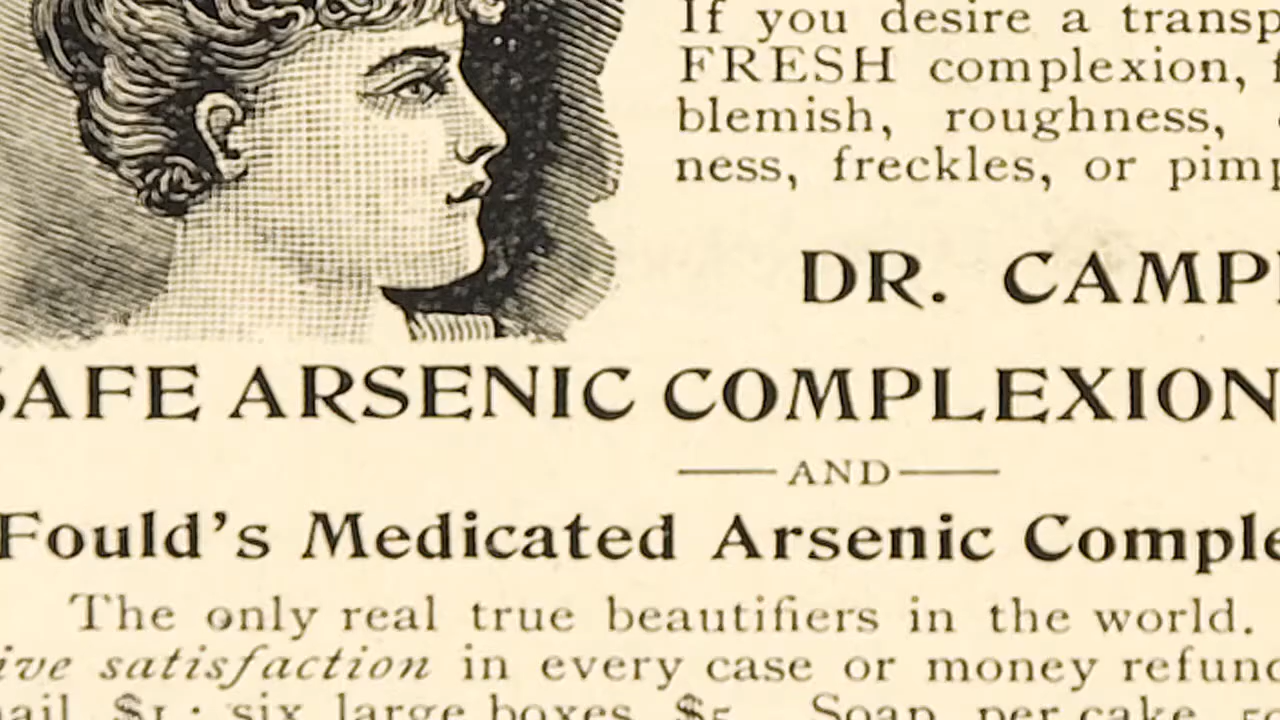 If you desire a transp
FRESH complexion, f
blemish, roughness,
ness, freckles, or pimp
DR. CAMP
SAFE ARSENIC COMPLEXION
AND
Fould's Medicated Arsenic Comple
The only real true beautifiers in the world.
ive satisfaction in every case or money refund
mail, $1; six large boxes, $5. Soap, per cake, 50